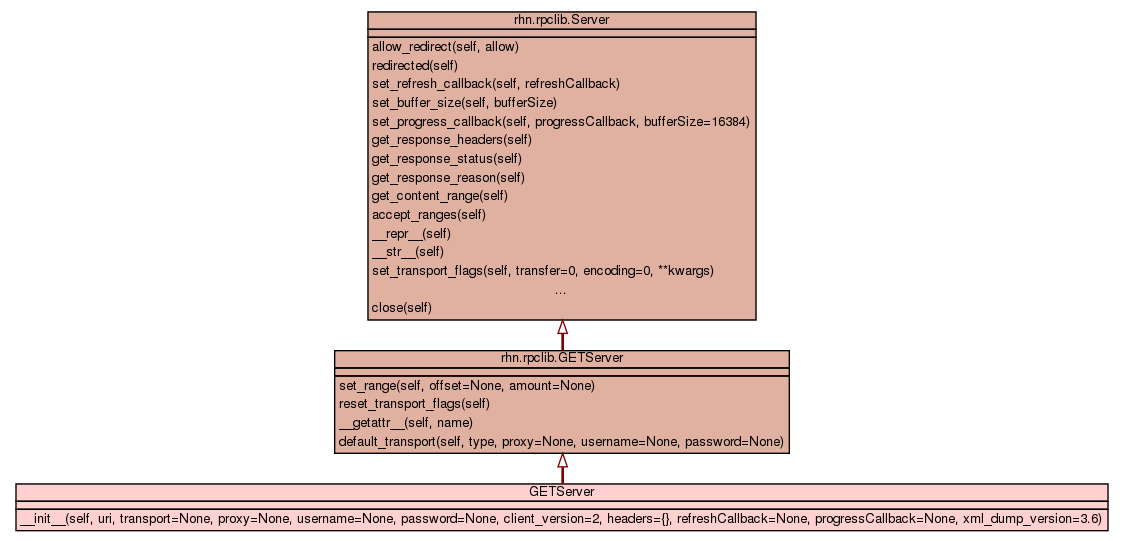 rhn.rpclib.Server
allow_redirect(self, allow)
redirected(self)
set_refresh_callback(self, refreshCallback)
set_buffer_size(self, bufferSize)
set_progress_callback(self, progressCallback, bufferSize=16384)
get_response_headers(self)
get_response_status(self)
get_response_reason(self)
get_content_range(self)
accept_ranges(self)
__repr__(self)
__str__(self)
set_transport_flags(self, transfer=0, encoding=0, **kwargs)
...
close(self)
rhn.rpclib.GETServer
set_range(self, offset=None, amount=None)
reset_transport_flags(self)
__getattr__(self, name)
default_transport(self, type, proxy=None, username=None, password=None)
GETServer
__init__(self, uri, transport=None, proxy=None, username=None, password=None, client_version=2, headers={}, refreshCallback=None, progressCallback=None, xml_dump_version=3.6)